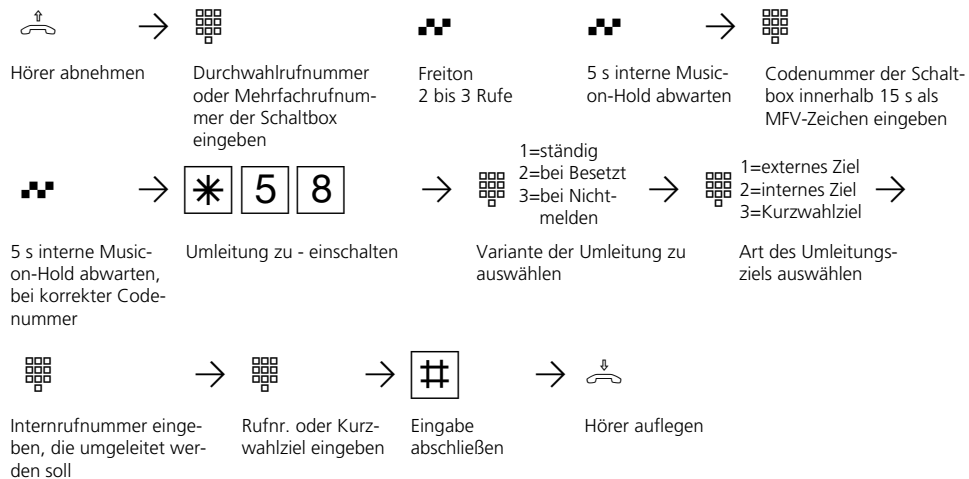 Hörer abnehmen
Durchwahlrufnummer
oder Mehrfachrufnum-
mer der Schaltbox
eingeben
Freiton
2 bis 3 Rufe
5 s interne Music-
on-Hold abwarten
Codenummer der Schalt-
box innerhalb 15 s als
MFV-Zeichen eingeben
5 s interne Music-
on-Hold abwarten,
bei korrekter Code-
nummer
* 5 8
Umleitung zu - einschalten
1=ständig
2=bei Besetzt
3=bei Nicht-
melden
Variante der Umleitung zu
auswählen
1=externes Ziel
2=internes Ziel
3=Kurzwahlziel
Art des Umleitungs-
ziels auswählen
Internrufnummer einge-
ben, die umgeleitet wer-
den soll
Rufnr. oder Kurz-
wahlziel eingeben
#
Eingabe
abschließen
Hörer auflegen